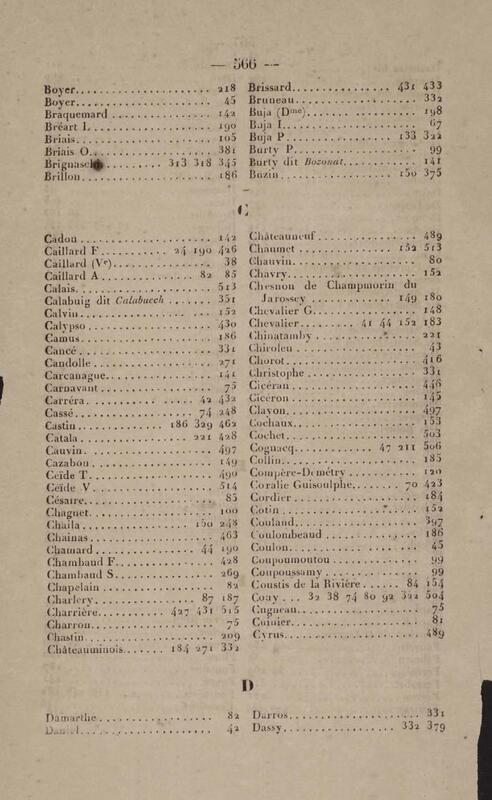 — 566 —
Boyer 218
Boyer 45
Braquemard 142
Bréart L 190
Briais 105
Briais O 381
313 318 345
Brillon 186
Brissard 431 433
Bruneau 332
Buja (Dme) 198
Buja I 67
Buja P 133 322
Burty P 99
Burty dit Bozonat 141
Buzin 150 375
C
Cadou 142
Caillard F 24 190 426
Caillard (Ve) 38
Caillard A 82 85
Calais 513
Calabuig dit Calabucch 351
Calvin 152
Calypso 430
Camus 186
Cancé 331
Candolle 271
Carcanague 141
Carnavant 75
Carréra 42 432
Cassé 74 248
Castin 186 329 462
Catala 221 428
Cauvin 497
Cazabou 149
Ceïde T 490
Ceïde V 514
Césaire 85
Chagnet 100
Chaila 150 248
Chainas 463
Chamard 44 190
Chambaud F 428
Chambaud S 269
Chapelain 82
Charlery 87 187
Charrière 427 431 515
Charron 75
Chastin 209
Châteauminois 184 271 332
Châteauneuf 489
Chaumet 152 513
Chauvin 80
Chavry 152
Chesnon de Champmorin du
Jarossey 149 180
Chevalier G 148
Chevalier 41 44 152 183
Chinatamby 221
Chiroleu 43
Chorot 416
Christophe 331
Cicéran 446
Cicéron 145
Clayon 497
Cochaux 153
Cochet 503
Cognacq 47 211 506
Collin 185
Compère-Démétry 120
Coralie Guisoulphe 70 423
Cordier 184
Cotin 152
Couland 397
Coulombeaud 186
Coulon 45
Coupoumoutou 99
Coupoussamy 99
Coustis de la Rivière 84 154
Couy 32 38 74 80 92 322 504
Cugneau 75
Cuinier 81
Cyrus 489
D
Damarthe 82
Daniel 42
Darros 331
Dassy 332 379